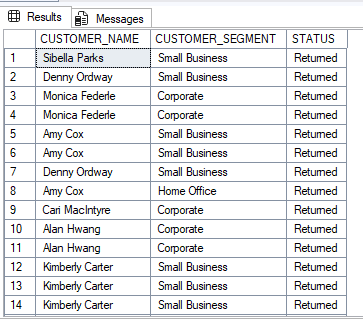 Results Messages
CUSTOMER_NAME CUSTOMER_SEGMENT STATUS
1 Sibella Parks Small Business Returned
2 Denny Ordway Small Business Returned
3 Monica Federle Corporate Returned
4 Monica Federle Corporate Returned
5 Amy Cox Small Business Returned
6 Amy Cox Small Business Returned
7 Denny Ordway Small Business Returned
8 Amy Cox Home Office Returned
9 Cari MacIntyre Corporate Returned
10 Alan Hwang Corporate Returned
11 Alan Hwang Corporate Returned
12 Kimberly Carter Small Business Returned
13 Kimberly Carter Small Business Returned
14 Kimberly Carter Small Business Returned